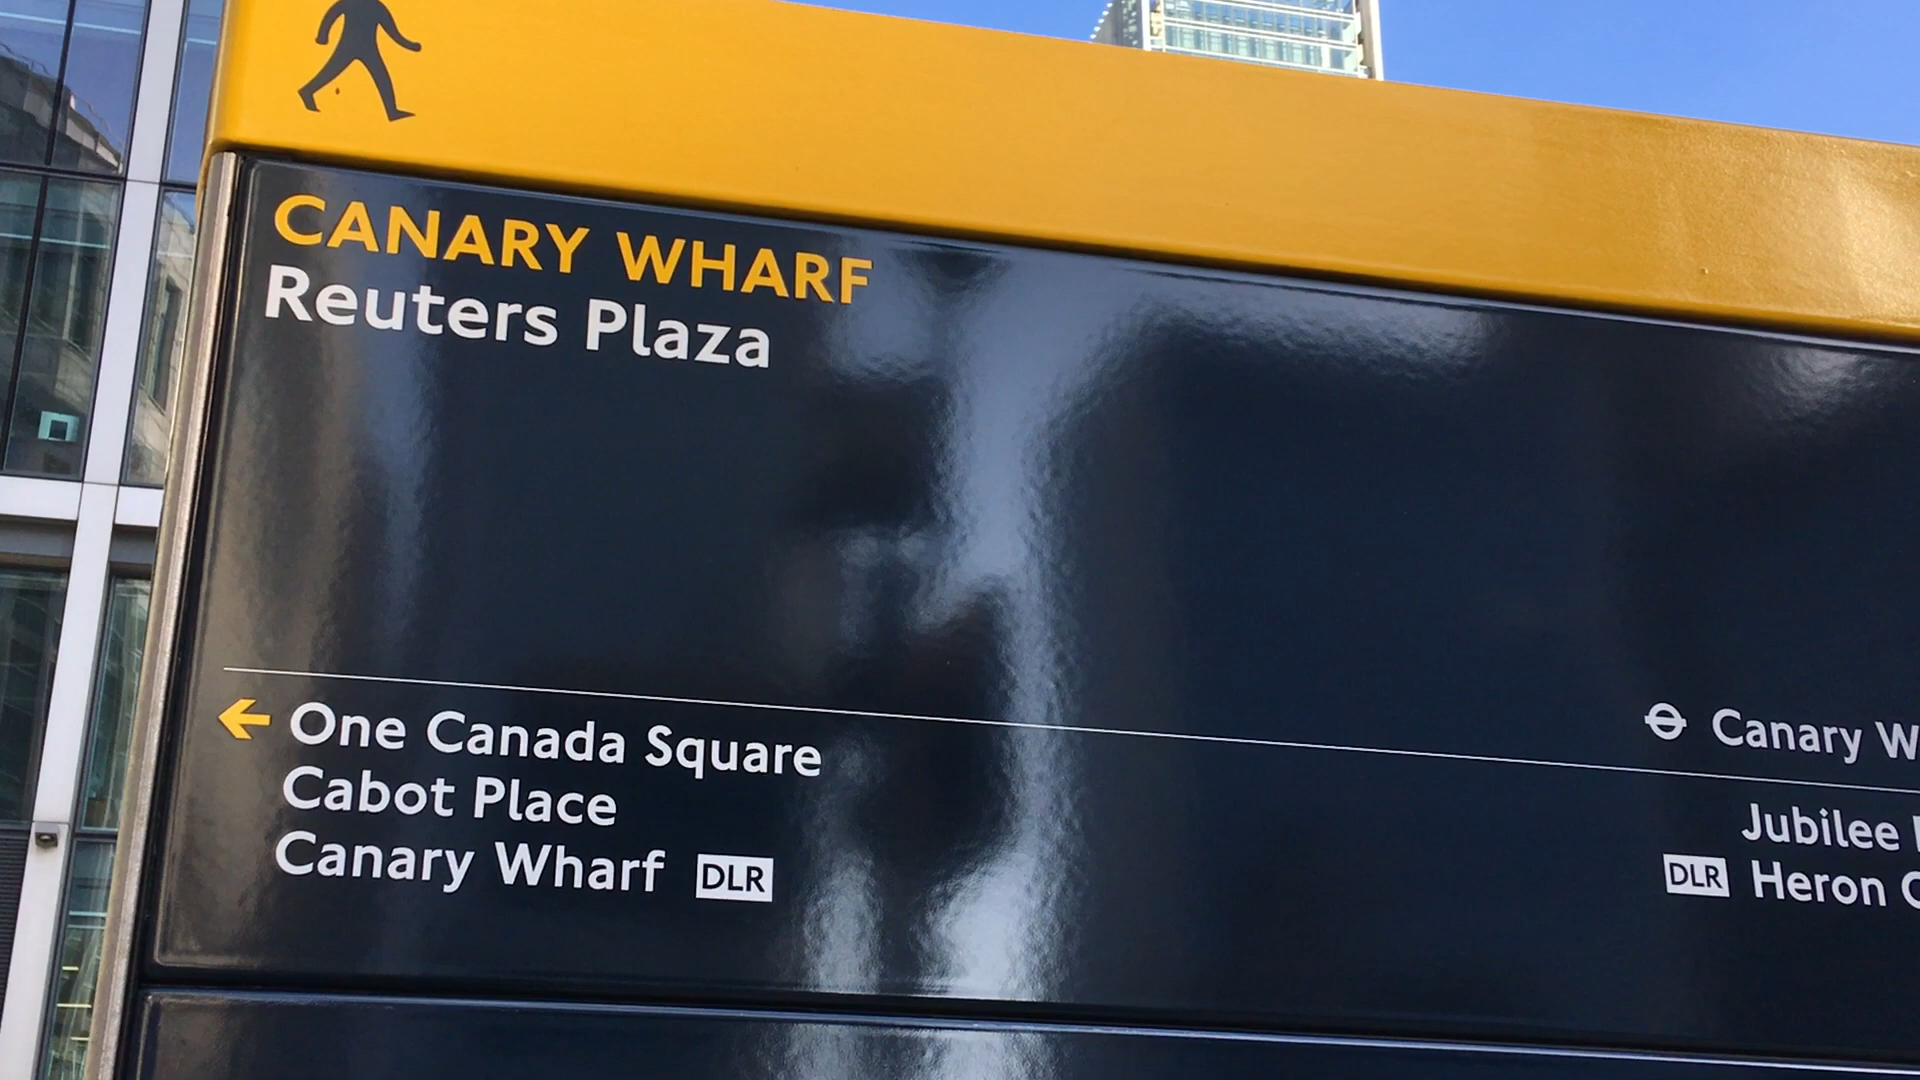 CANARY WHARF
Reuters Plaza
One Canada Square
Cabot Place
Canary Wharf DLR
Canary W
Jubilee
DLR Heron